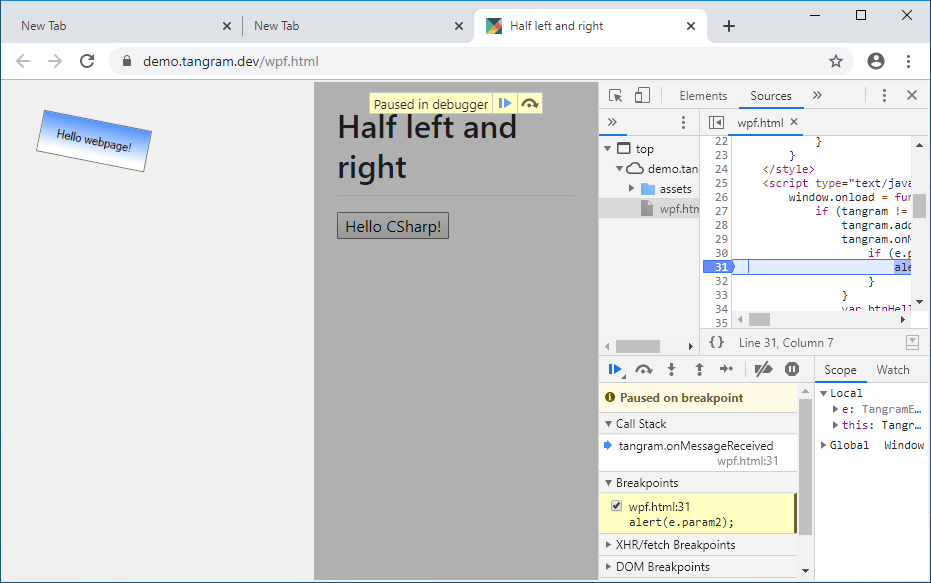 New Tab
New Tab
Half left and right
demo.tangram.dev/wpf.html
Hello webpage!
Paused in debugger
Half left and
right
Hello CSharp!
Elements
Sources
»
»
wpf.html
top
demo.tan
assets
wpf.htm
22 }
23 }
24 </style>
25 <script type="text/java
26 window.onload = fun
27 if (tangram !=
28 tangram.add
29 tangram.onM
30 if (e.p
31 ale
32 }
33 }
34 var btnHell
35
{} Line 31, Column 7
Paused on breakpoint
Call Stack
tangram.onMessageReceived
wpf.html:31
Breakpoints
wpf.html:31
alert(e.param2);
XHR/fetch Breakpoints
DOM Breakpoints
Scope
Watch
Local
e: TangramE…
this: Tangr…
Global Window